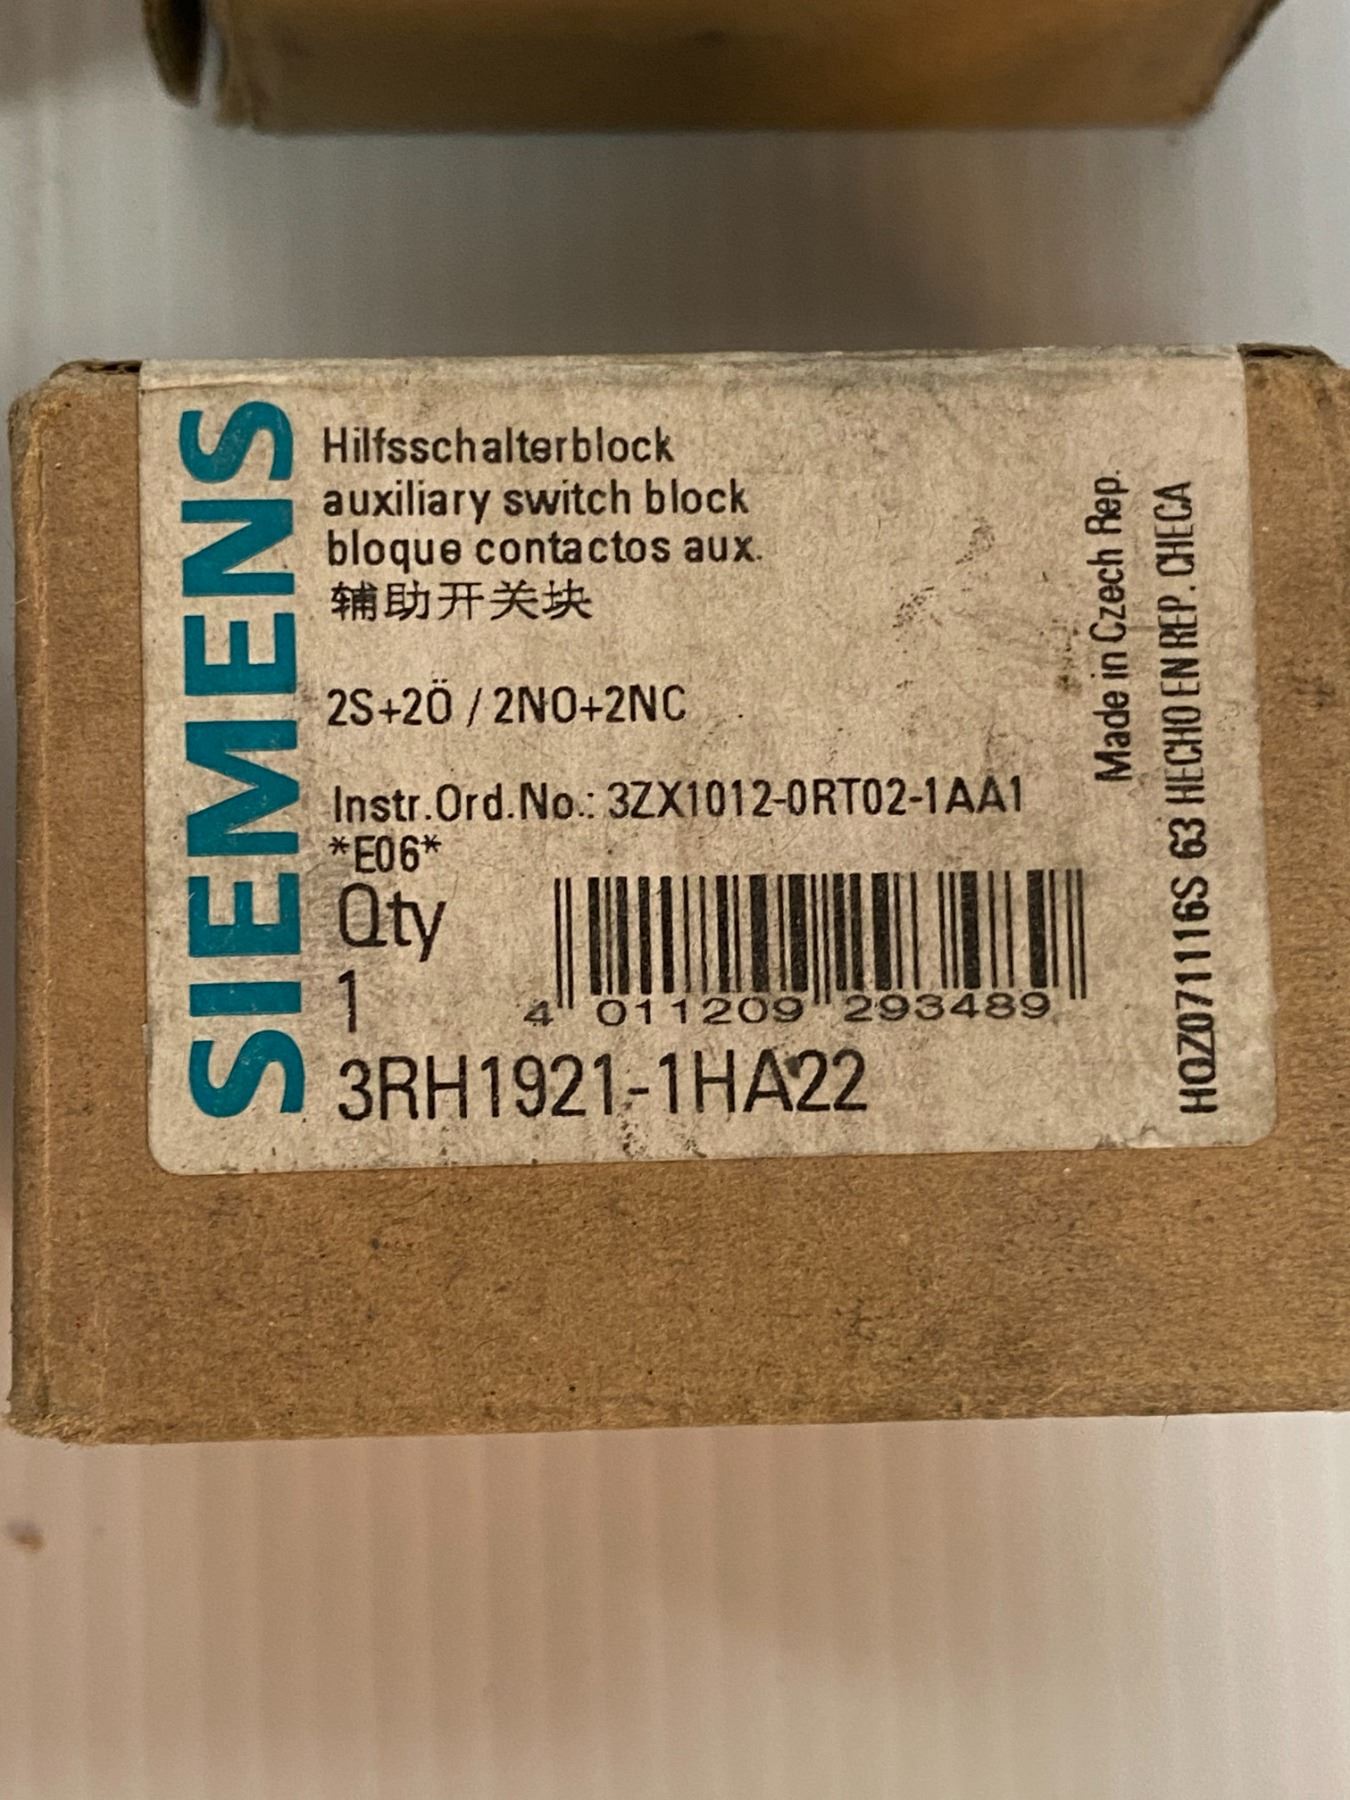 SIEMENS
Hilfsschalterblock
auxiliary switch block
bloque contactos aux.
辅助开关块
2S+2Ö / 2NO+2NC
Instr.Ord.No.: 3ZX1012-0RT02-1AA1
*E06*
Qty
1
4 011209 293489
3RH1921-1HA22
Made in Czech Rep.
HQZ071116S 63 HECHO EN REP. CHECA